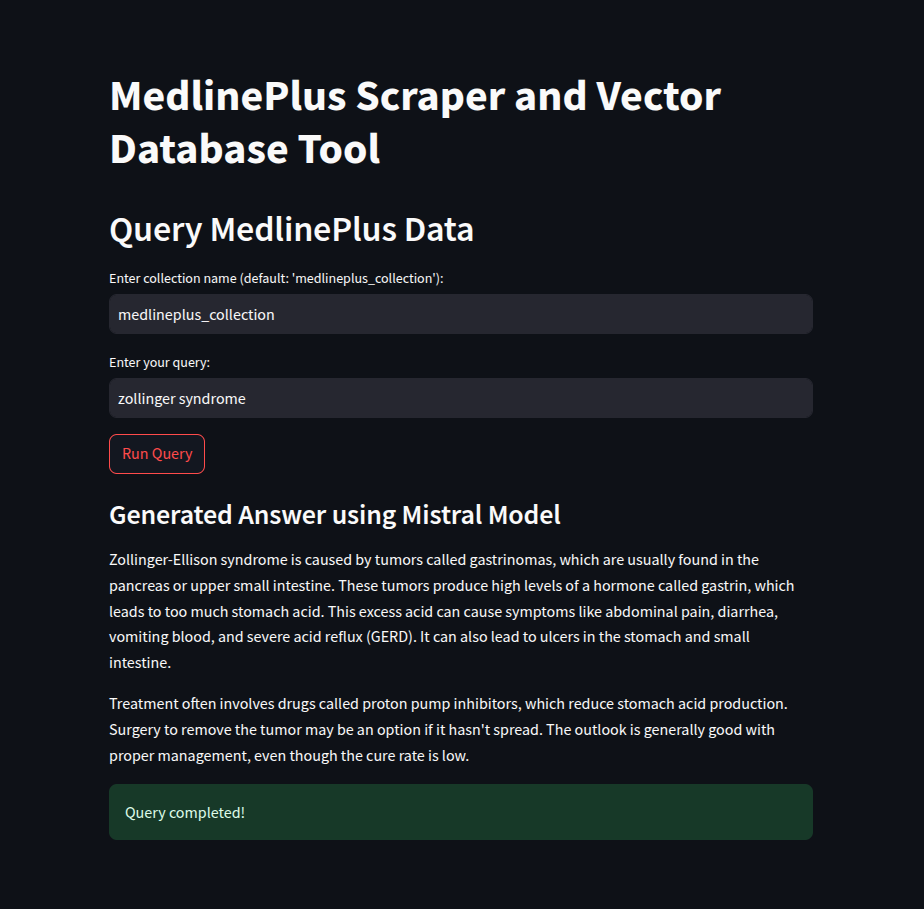 MedlinePlus Scraper and Vector
Database Tool
Query MedlinePlus Data
Enter collection name (default: 'medlineplus_collection'):
medlineplus_collection
Enter your query:
zollinger syndrome
Run Query
Generated Answer using Mistral Model
Zollinger-Ellison syndrome is caused by tumors called gastrinomas, which are usually found in the
pancreas or upper small intestine. These tumors produce high levels of a hormone called gastrin, which
leads to too much stomach acid. This excess acid can cause symptoms like abdominal pain, diarrhea,
vomiting blood, and severe acid reflux (GERD). It can also lead to ulcers in the stomach and small
intestine.
Treatment often involves drugs called proton pump inhibitors, which reduce stomach acid production.
Surgery to remove the tumor may be an option if it hasn't spread. The outlook is generally good with
proper management, even though the cure rate is low.
Query completed!